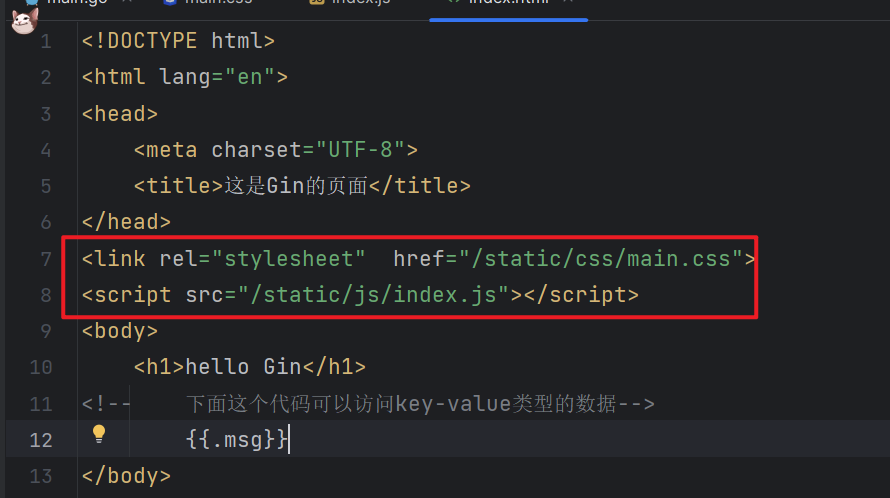 main.go main.css index.js index.html
1 <!DOCTYPE html>
2 <html lang="en">
3 <head>
4 <meta charset="UTF-8">
5 <title>这是Gin的页面</title>
6 </head>
7 <link rel="stylesheet"  href="/static/css/main.css">
8 <script src="/static/js/index.js"></script>
9 <body>
10 <h1>hello Gin</h1>
11 <!-- 下面这个代码可以访问key-value类型的数据-->
12 {{.msg}}
13 </body>